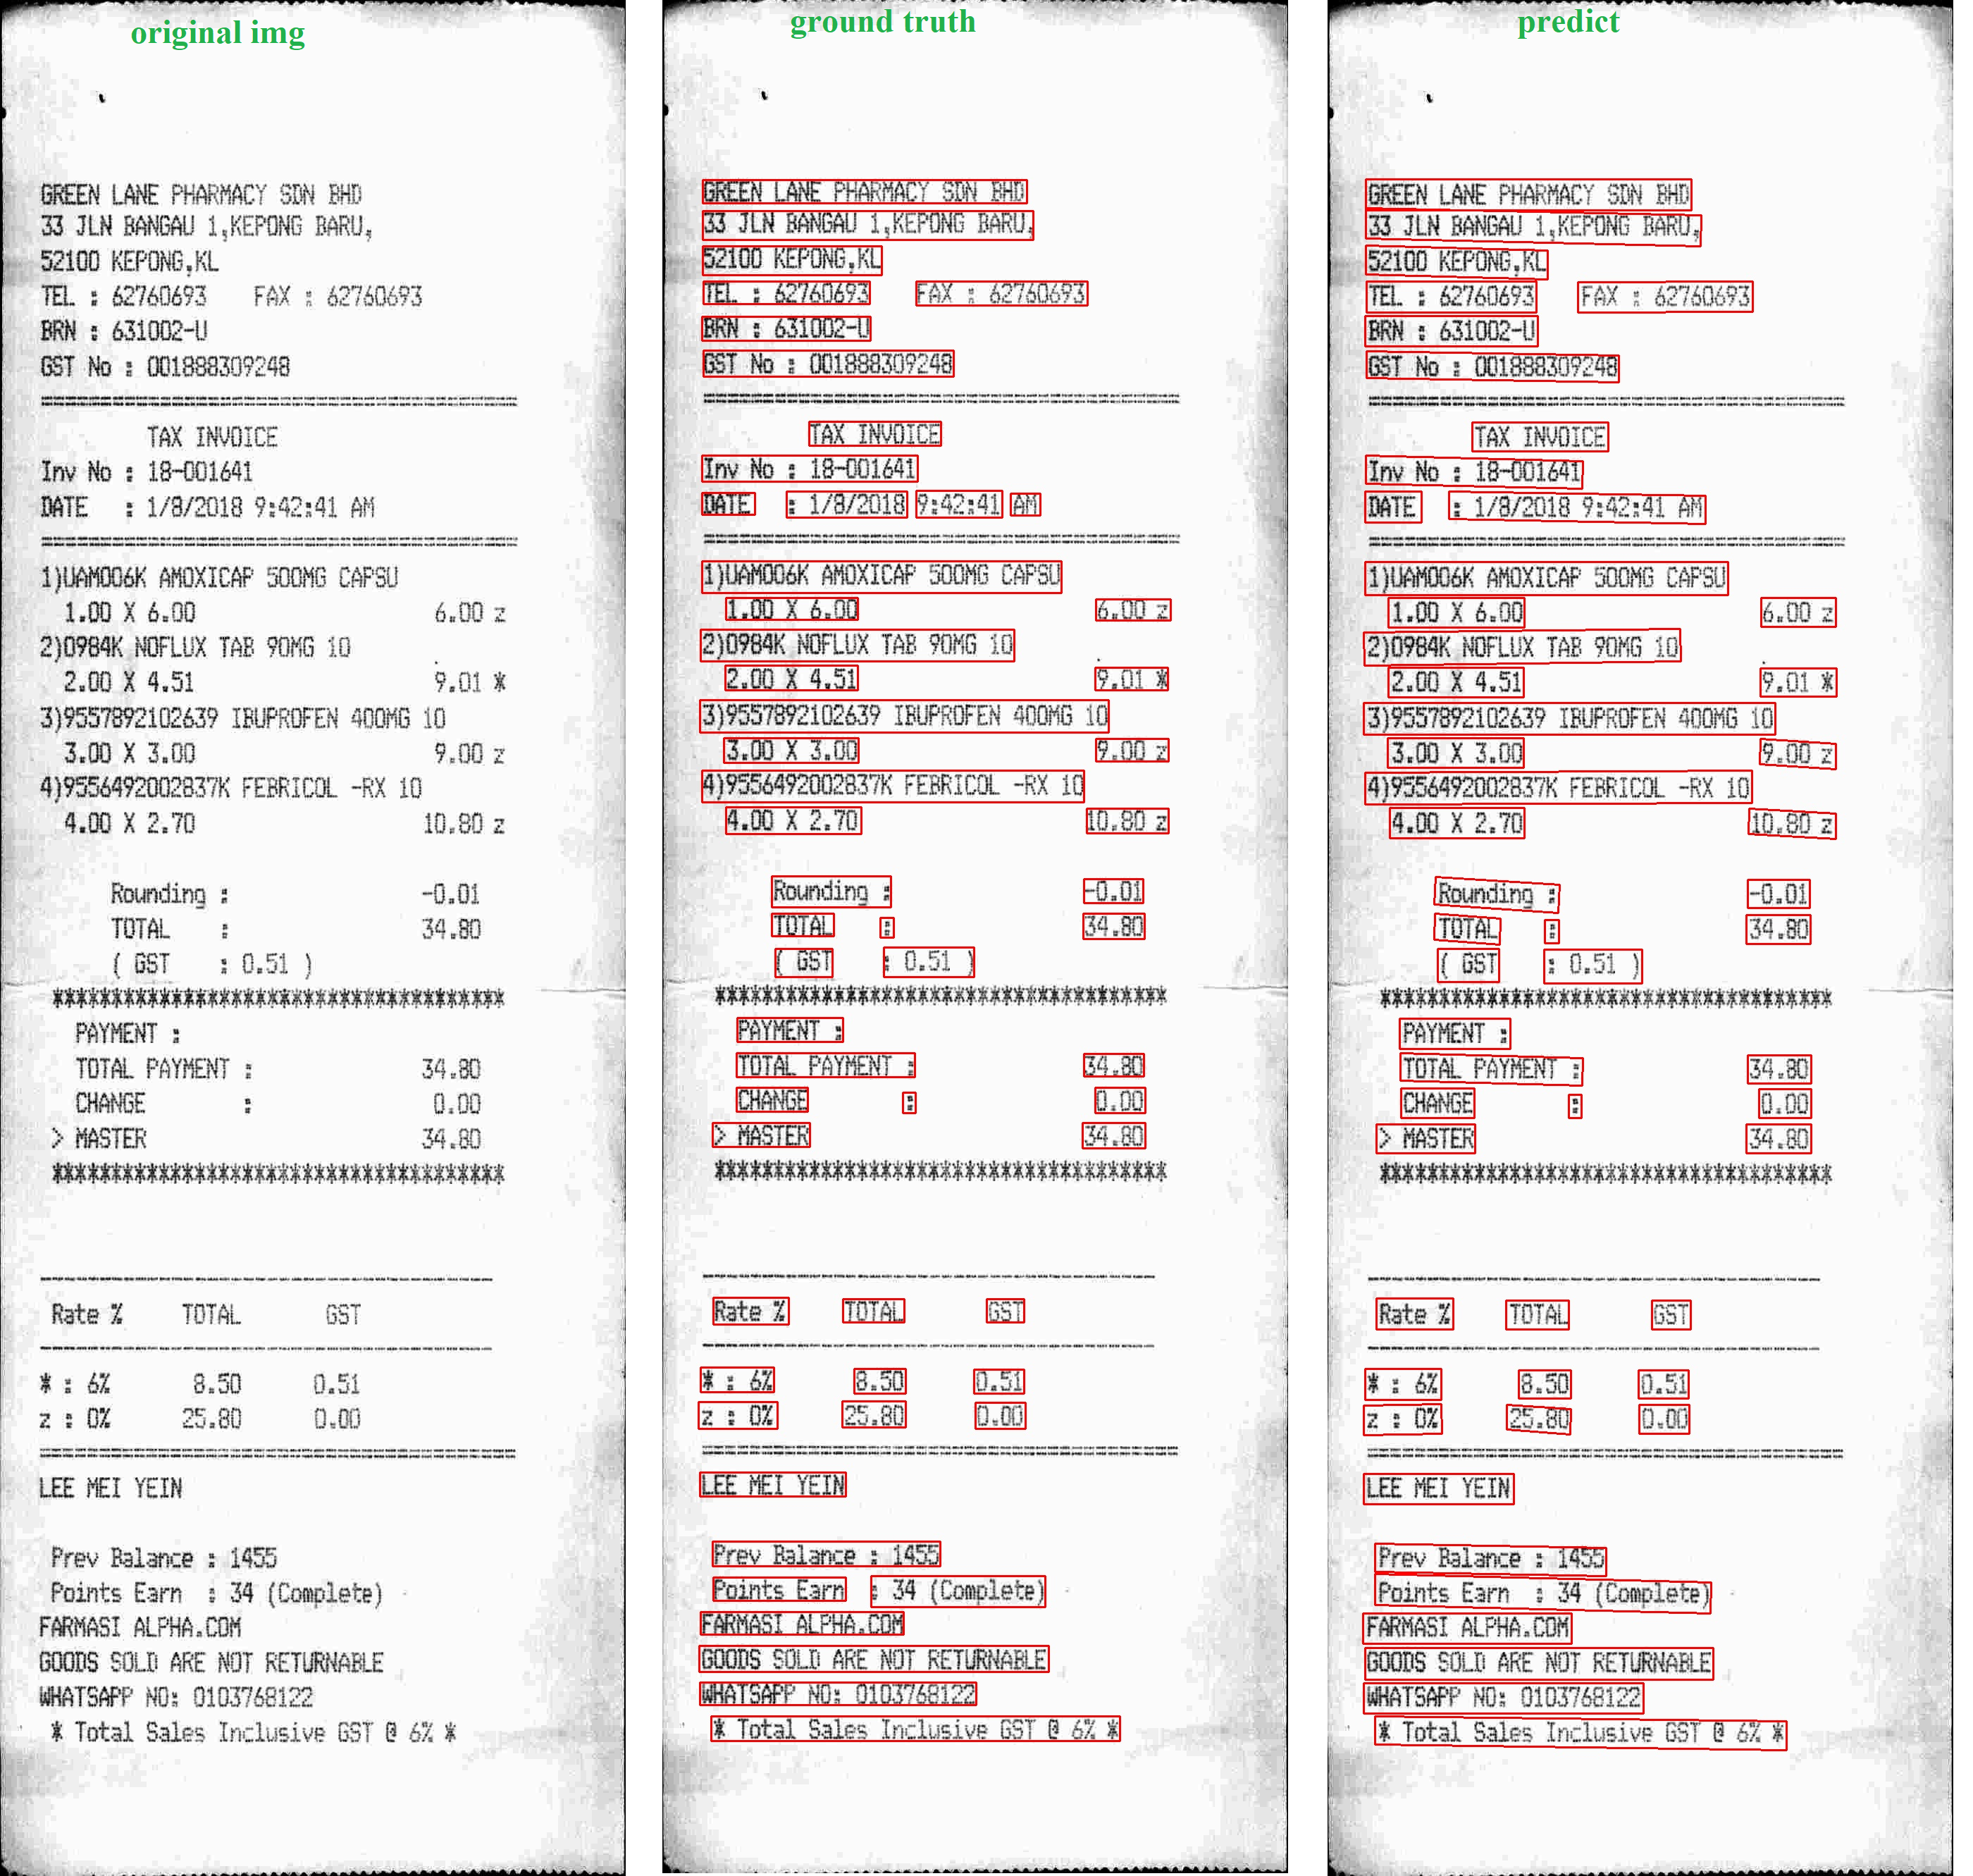 original img
GREEN LANE PHARMACY SDN BHD
33 JLN BANGAU 1,KEPONG BARU,
52100 KEPONG,KL
TEL : 62760693 FAX : 62760693
BRN : 631002-U
GST No : 001888309248
TAX INVOICE
Inv No : 18-001641
DATE : 1/8/2018 9:42:41 AM
1)UAM006K AMOXICAP 500MG CAPSU
1.00 X 6.00 6.00 z
2)0984K NOFLUX TAB 90MG 10
2.00 X 4.51 9.01 *
3)9557892102639 IBUPROFEN 400MG 10
3.00 X 3.00 9.00 z
4)9556492002837K FEBRICOL -RX 10
4.00 X 2.70 10.80 z
Rounding : -0.01
TOTAL : 34.80
( GST : 0.51 )
**************************************
PAYMENT :
TOTAL PAYMENT : 34.80
CHANGE : 0.00
> MASTER 34.80
**************************************
Rate % TOTAL GST
* : 6% 8.50 0.51
z : 0% 25.80 0.00
LEE MEI YEIN
Prev Balance : 1455
Points Earn : 34 (Complete)
FARMASI ALPHA.COM
GOODS SOLD ARE NOT RETURNABLE
WHATSAPP NO: 0103768122
* Total Sales Inclusive GST @ 6% *
ground truth
GREEN LANE PHARMACY SDN BHD
33 JLN BANGAU 1,KEPONG BARU,
52100 KEPONG,KL
TEL : 62760693 FAX : 62760693
BRN : 631002-U
GST No : 001888309248
TAX INVOICE
Inv No : 18-001641
DATE : 1/8/2018 9:42:41 AM
1)UAM006K AMOXICAP 500MG CAPSU
1.00 X 6.00 6.00 z
2)0984K NOFLUX TAB 90MG 10
2.00 X 4.51 9.01 *
3)9557892102639 IBUPROFEN 400MG 10
3.00 X 3.00 9.00 z
4)9556492002837K FEBRICOL -RX 10
4.00 X 2.70 10.80 z
Rounding : -0.01
TOTAL : 34.80
( GST : 0.51 )
**************************************
PAYMENT :
TOTAL PAYMENT : 34.80
CHANGE : 0.00
> MASTER 34.80
**************************************
Rate % TOTAL GST
* : 6% 8.50 0.51
z : 0% 25.80 0.00
LEE MEI YEIN
Prev Balance : 1455
Points Earn : 34 (Complete)
FARMASI ALPHA.COM
GOODS SOLD ARE NOT RETURNABLE
WHATSAPP NO: 0103768122
* Total Sales Inclusive GST @ 6% *
predict
GREEN LANE PHARMACY SDN BHD
33 JLN BANGAU 1,KEPONG BARU,
52100 KEPONG,KL
TEL : 62760693 FAX : 62760693
BRN : 631002-U
GST No : 001888309248
TAX INVOICE
Inv No : 18-001641
DATE : 1/8/2018 9:42:41 AM
1)UAM006K AMOXICAP 500MG CAPSU
1.00 X 6.00 6.00 z
2)0984K NOFLUX TAB 90MG 10
2.00 X 4.51 9.01 *
3)9557892102639 IBUPROFEN 400MG 10
3.00 X 3.00 9.00 z
4)9556492002837K FEBRICOL -RX 10
4.00 X 2.70 10.80 z
Rounding : -0.01
TOTAL : 34.80
( GST : 0.51 )
**************************************
PAYMENT :
TOTAL PAYMENT : 34.80
CHANGE : 0.00
> MASTER 34.80
**************************************
Rate % TOTAL GST
* : 6% 8.50 0.51
z : 0% 25.80 0.00
LEE MEI YEIN
Prev Balance : 1455
Points Earn : 34 (Complete)
FARMASI ALPHA.COM
GOODS SOLD ARE NOT RETURNABLE
WHATSAPP NO: 0103768122
* Total Sales Inclusive GST @ 6% *